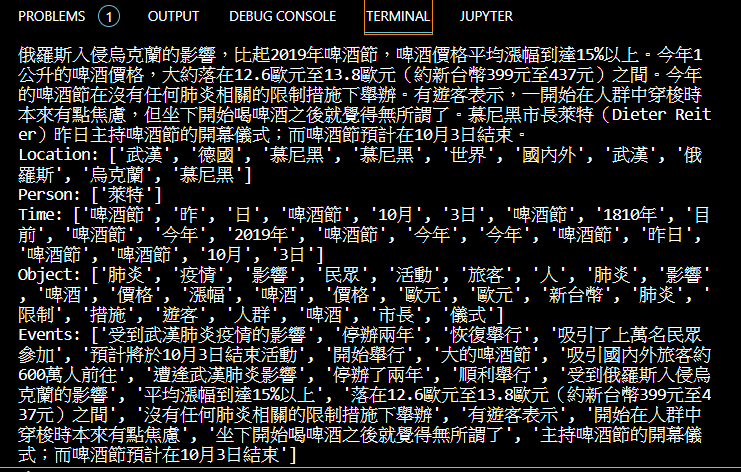 PROBLEMS 1 OUTPUT DEBUG CONSOLE TERMINAL JUPYTER
俄羅斯入侵烏克蘭的影響，比起2019年啤酒節，啤酒價格平均漲幅到達15%以上。今年1
公升的啤酒價格，大約落在12.6歐元至13.8歐元（約新台幣399元至437元）之間。今年
的啤酒節在沒有任何肺炎相關的限制措施下舉辦。有遊客表示，一開始在人群中穿梭時
本來有點焦慮，但坐下開始喝啤酒之後就覺得無所謂了。慕尼黑市長萊特（Dieter Reit
er）昨日主持啤酒節的開幕儀式；而啤酒節預計在10月3日結束。
Location: ['武漢', '德國', '慕尼黑', '慕尼黑', '世界', '國內外', '武漢', '俄
羅斯', '烏克蘭', '慕尼黑']
Person: ['萊特']
Time: ['啤酒節', '昨', '日', '啤酒節', '10月', '3日', '啤酒節', '1810年', '目
前', '啤酒節', '今年', '2019年', '啤酒節', '今年', '今年', '啤酒節', '昨日',
'啤酒節', '啤酒節', '10月', '3日']
Object: ['肺炎', '疫情', '影響', '民眾', '活動', '旅客', '人', '肺炎', '影響'
, '啤酒', '價格', '漲幅', '啤酒', '價格', '歐元', '歐元', '新台幣', '肺炎', '
限制', '措施', '遊客', '人群', '啤酒', '市長', '儀式']
Events: ['受到武漢肺炎疫情的影響', '停辦兩年', '恢復舉行', '吸引了上萬名民眾
參加', '預計將於10月3日結束活動', '開始舉行', '大的啤酒節', '吸引國內外旅客約
600萬人前往', '遭逢武漢肺炎影響', '停辦了兩年', '順利舉行', '受到俄羅斯入侵烏
克蘭的影響', '平均漲幅到達15%以上', '落在12.6歐元至13.8歐元（約新台幣399元至4
37元）之間', '沒有任何肺炎相關的限制措施下舉辦', '有遊客表示', '開始在人群中
穿梭時本來有點焦慮', '坐下開始喝啤酒之後就覺得無所謂了', '主持啤酒節的開幕儀
式；而啤酒節預計在10月3日結束']